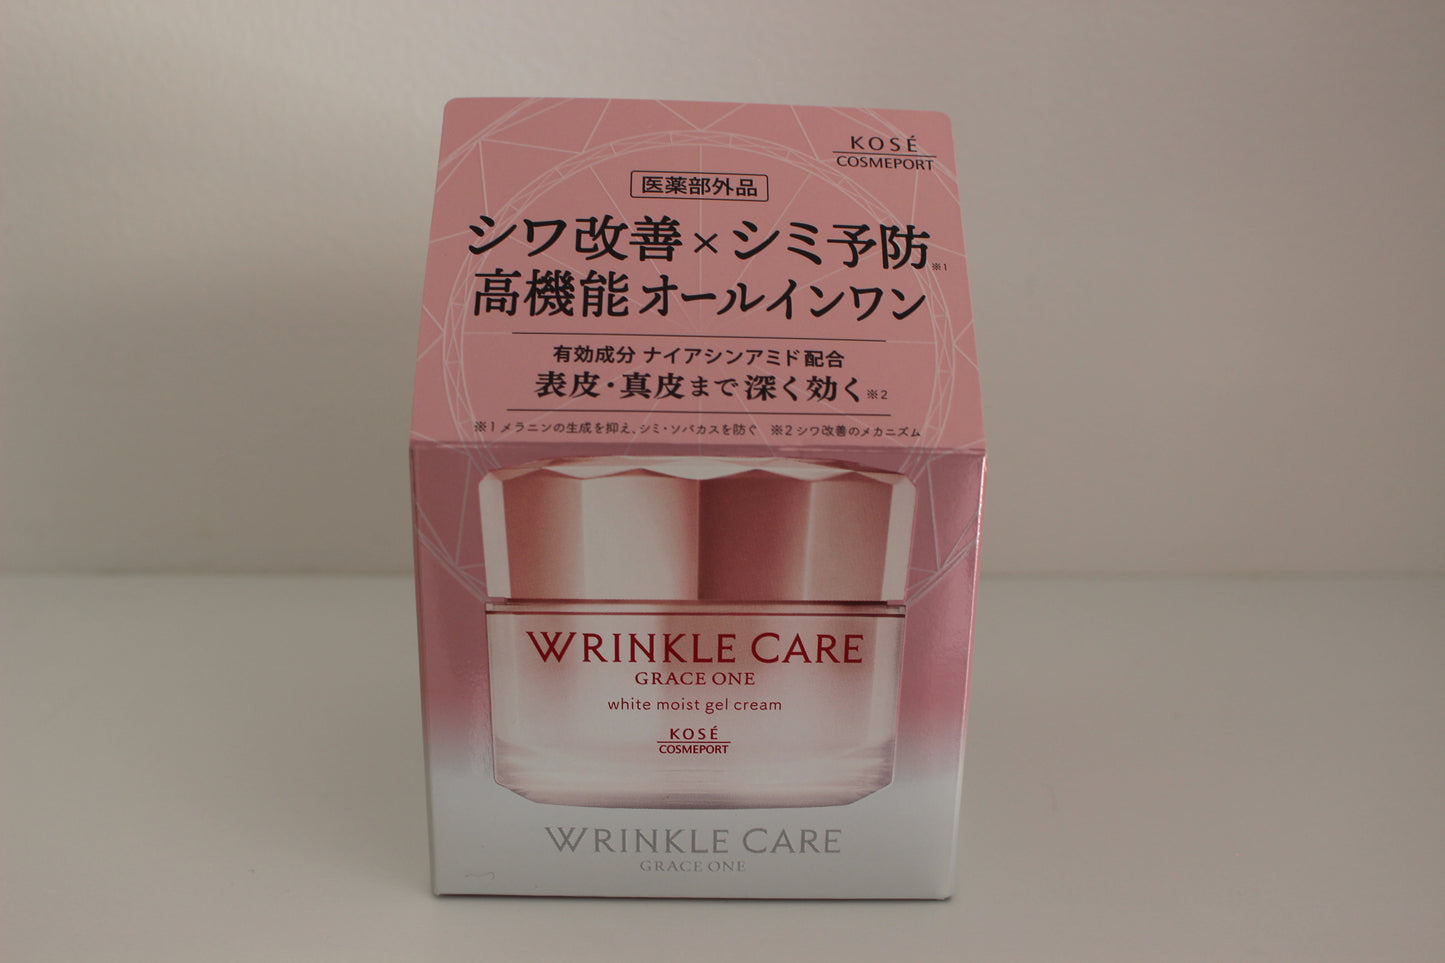 KOSÉ
COSMEPORT
医薬部外品
シワ改善×シミ予防※1
高機能オールインワン
有効成分 ナイアシンアミド配合
表皮・真皮まで深く効く※2
※1 メラニンの生成を抑え、シミ・ソバカスを防ぐ ※2 シワ改善のメカニズム
WRINKLE CARE
GRACE ONE
white moist gel cream
KOSÉ
COSMEPORT
WRINKLE CARE
GRACE ONE